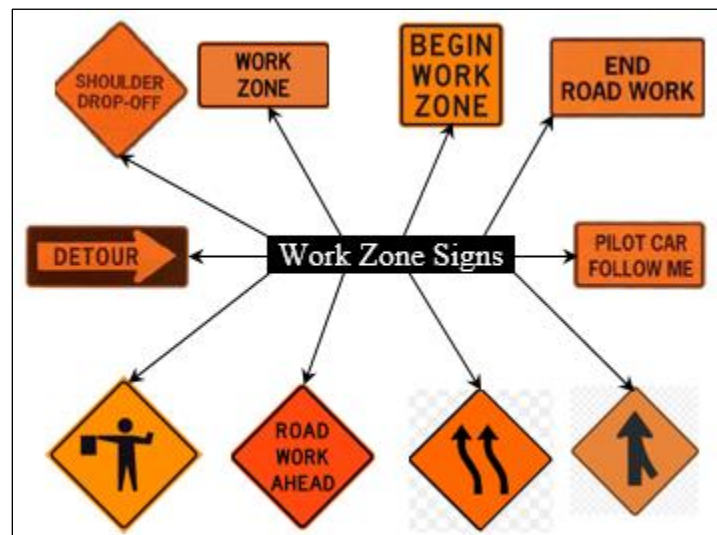 SHOULDER
DROP-OFF
WORK
ZONE
BEGIN
WORK
ZONE
END
ROAD WORK
DETOUR
Work Zone Signs
PILOT CAR
FOLLOW ME
ROAD
WORK
AHEAD